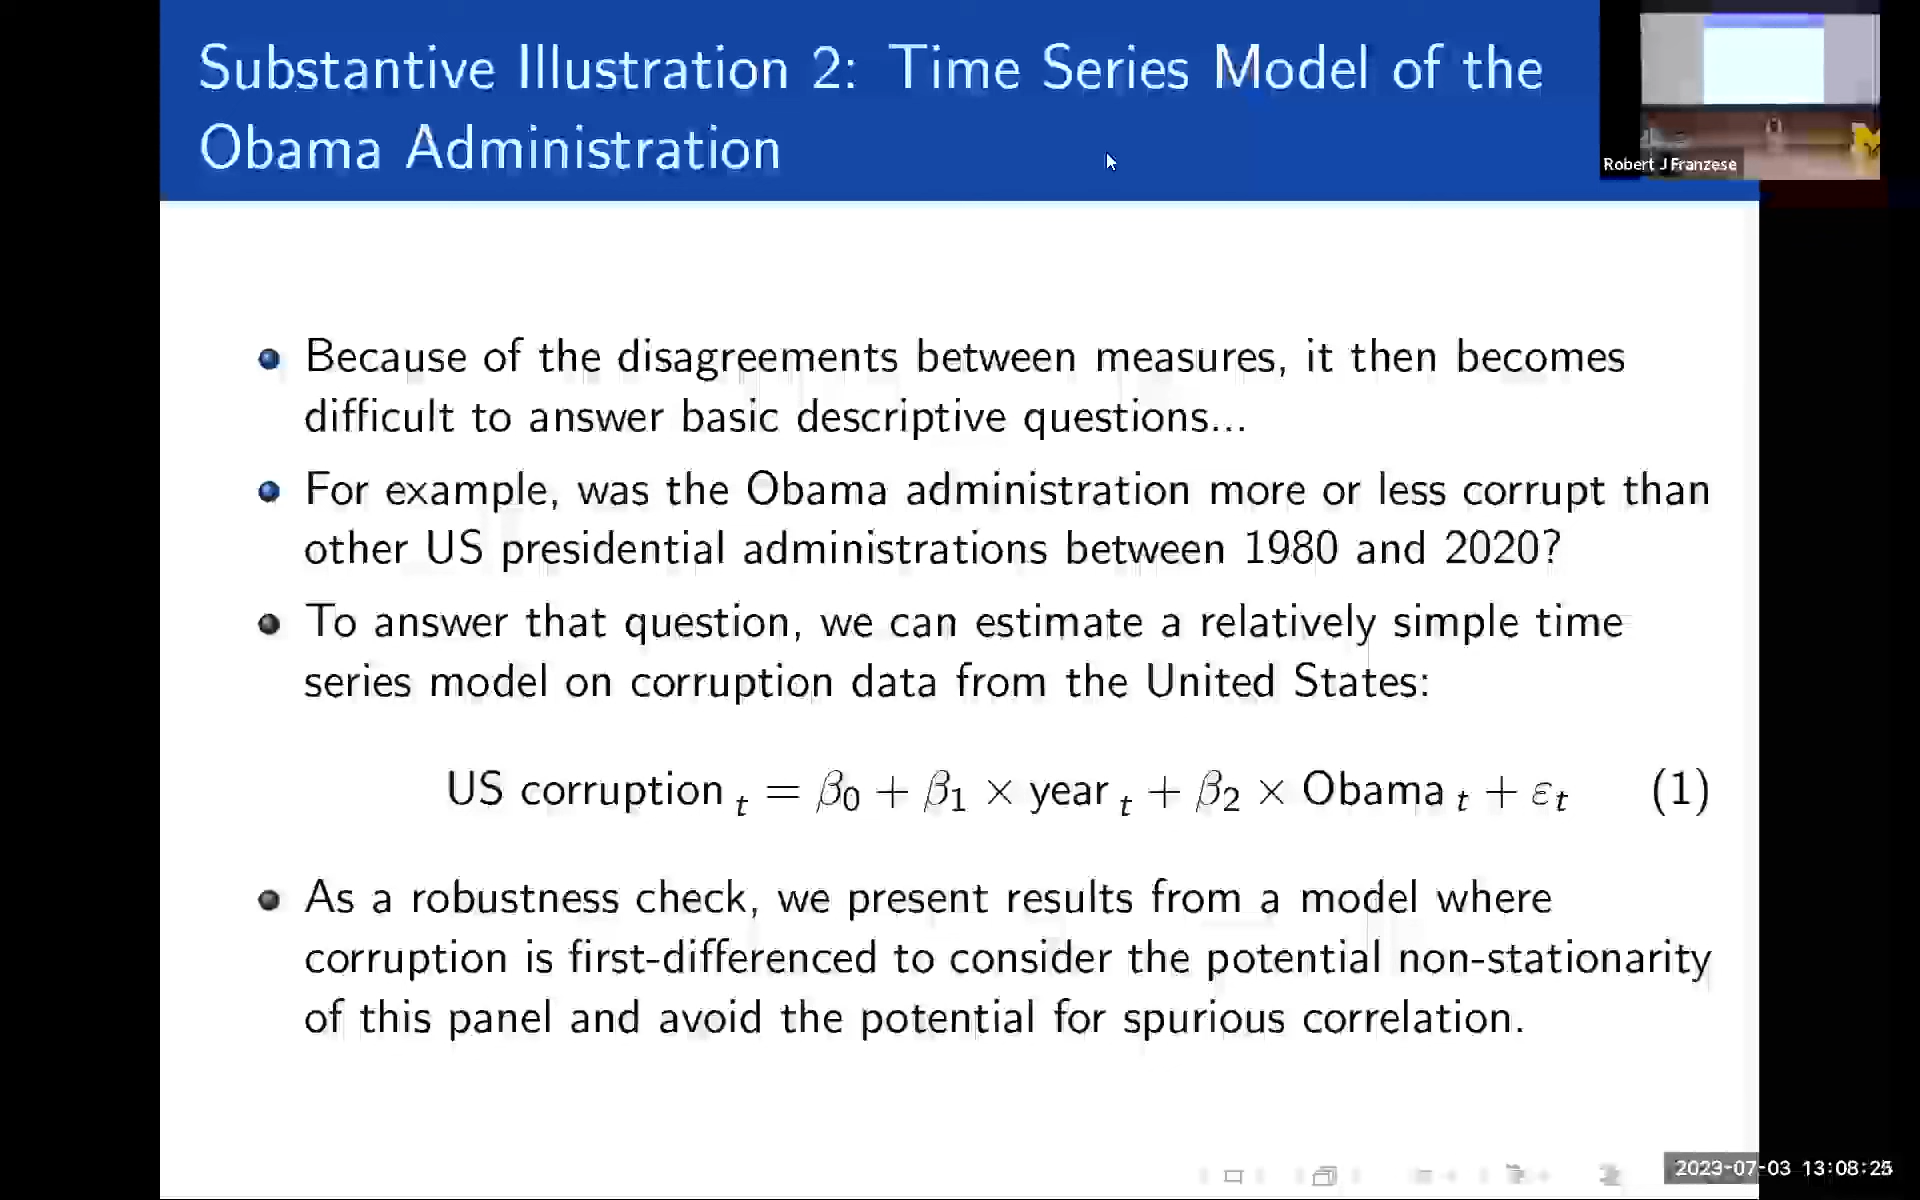 Substantive Illustration 2: Time Series Model of the
Obama Administration
Robert J Franzese
Because of the disagreements between measures, it then becomes
difficult to answer basic descriptive questions...
For example, was the Obama administration more or less corrupt than
other US presidential administrations between 1980 and 2020?
To answer that question, we can estimate a relatively simple time
series model on corruption data from the United States:
US corruption t = β0 + β1 × year t + β2 × Obama t + εt (1)
As a robustness check, we present results from a model where
corruption is first-differenced to consider the potential non-stationarity
of this panel and avoid the potential for spurious correlation.
2023-07-03 13:08:25